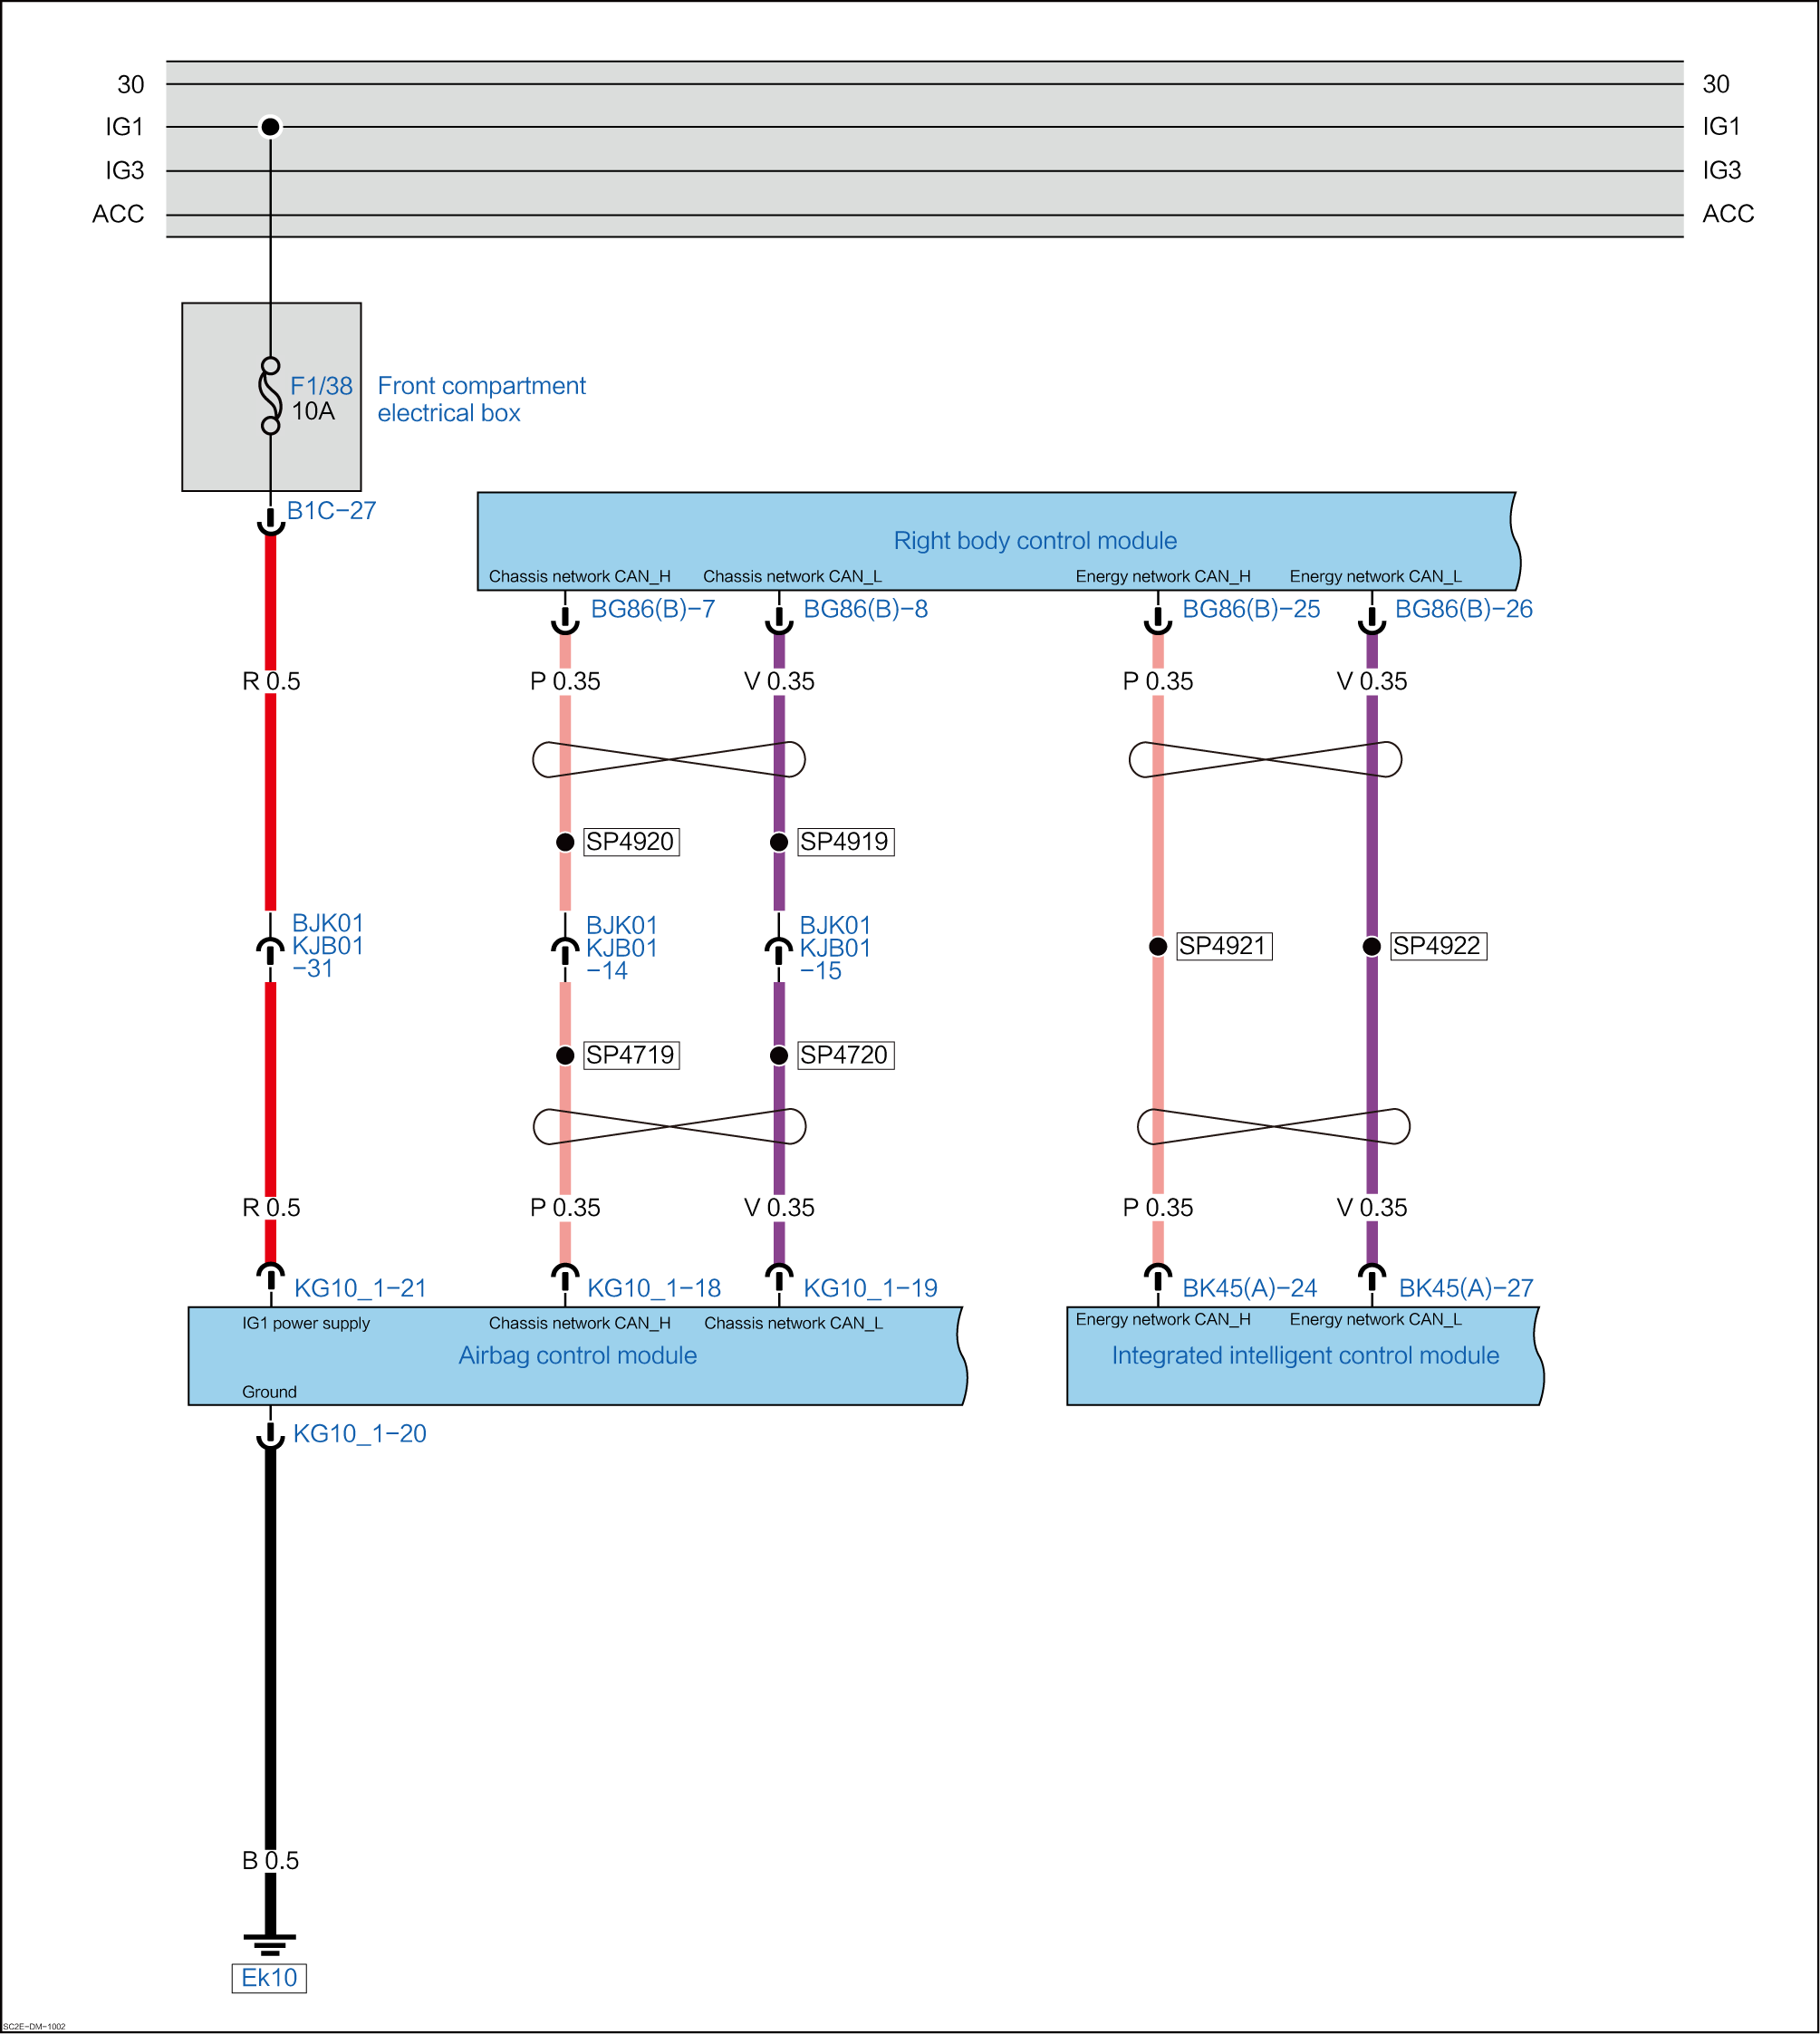 30 30
IG1 IG1
IG3 IG3
ACC ACC
F1/38
10A
Front compartment
electrical box
B1C-27
Right body control module
Chassis network CAN_H Chassis network CAN_L Energy network CAN_H Energy network CAN_L
BG86(B)-7 BG86(B)-8 BG86(B)-25 BG86(B)-26
R 0.5 P 0.35 V 0.35 P 0.35 V 0.35
SP4920 SP4919
BJK01
KJB01
-31
BJK01
KJB01
-14
BJK01
KJB01
-15
SP4921 SP4922
SP4719 SP4720
R 0.5 P 0.35 V 0.35 P 0.35 V 0.35
KG10_1-21 KG10_1-18 KG10_1-19 BK45(A)-24 BK45(A)-27
IG1 power supply Chassis network CAN_H Chassis network CAN_L Energy network CAN_H Energy network CAN_L
Airbag control module Integrated intelligent control module
Ground
KG10_1-20
B 0.5
Ek10
SC2E-DM-1002